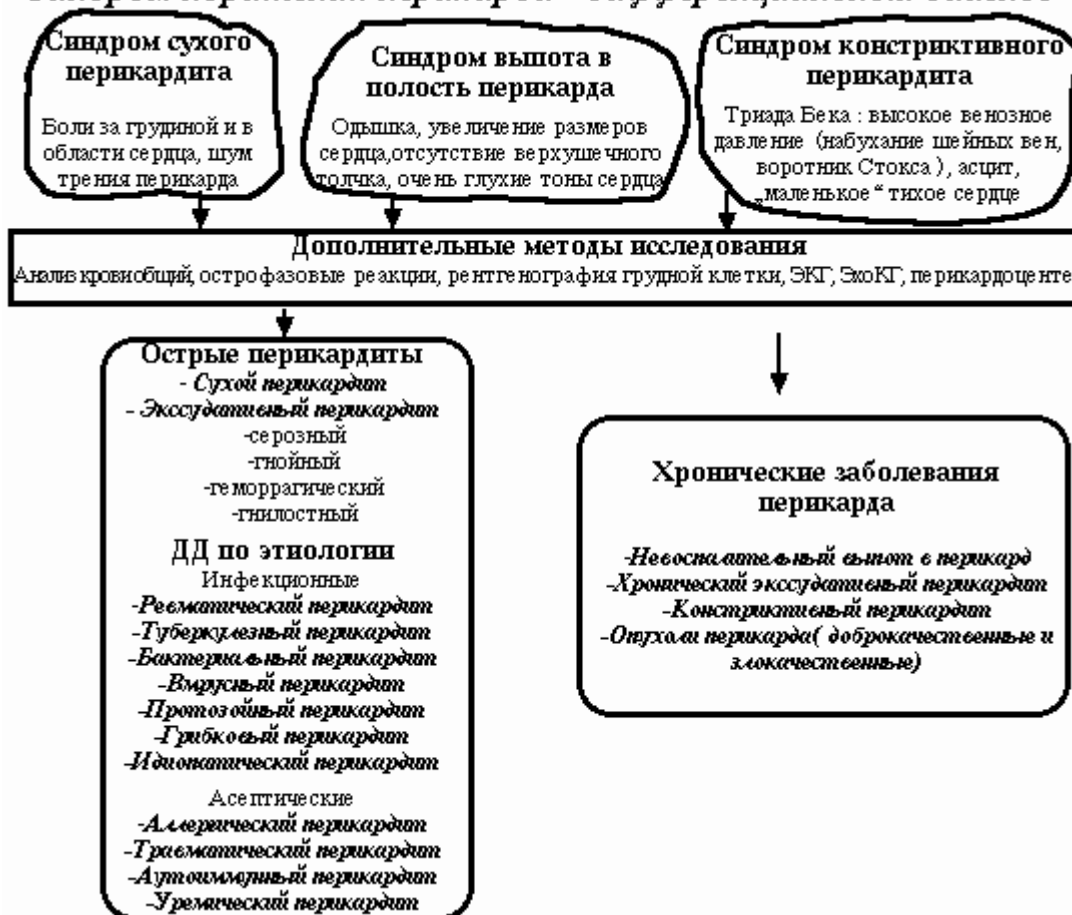 Синдром сухого
перикардита
Боли за грудиной и в
области сердца, шум
трения перикарда
Синдром выпота в
полость перикарда
Одышка, увеличение размеров
сердца,отсутствие верхушечного
толчка, очень глухие тоны сердца
Синдром констриктивного
перикардита
Триада Бека : высокое венозное
давление (набухание шейных вен,
воротник Стокса ), асцит,
„маленькое“ тихое сердце
Дополнительные методы исследования
Анализ крови общий, острофазовые реакции, рентгенография грудной клетки, ЭКГ, ЭхоКГ, перикардоценте
Острые перикардиты
- Сухой перикардит
- Экссудативный перикардит
-серозный
-гнойный
-геморрагический
-гнилостный
ДД по этиологии
Инфекционные
-Ревматический перикардит
-Туберкулезный перикардит
-Бактериальный перикардит
-Вмрусный перикардит
-Протозойный перикардит
-Грибковый перикардит
-Идиопатический перикардит
Асептические
-Аллергический перикардит
-Травматический перикардит
-Аутоиммунный перикардит
-Уремический перикардит
Хронические заболевания
перикарда
-Невоспалательный выпот в перикард
-Хронический экссудативный перикардит
-Констриктивный перикардит
-Опухоли перикарда( доброкачественные и
злокачественные)